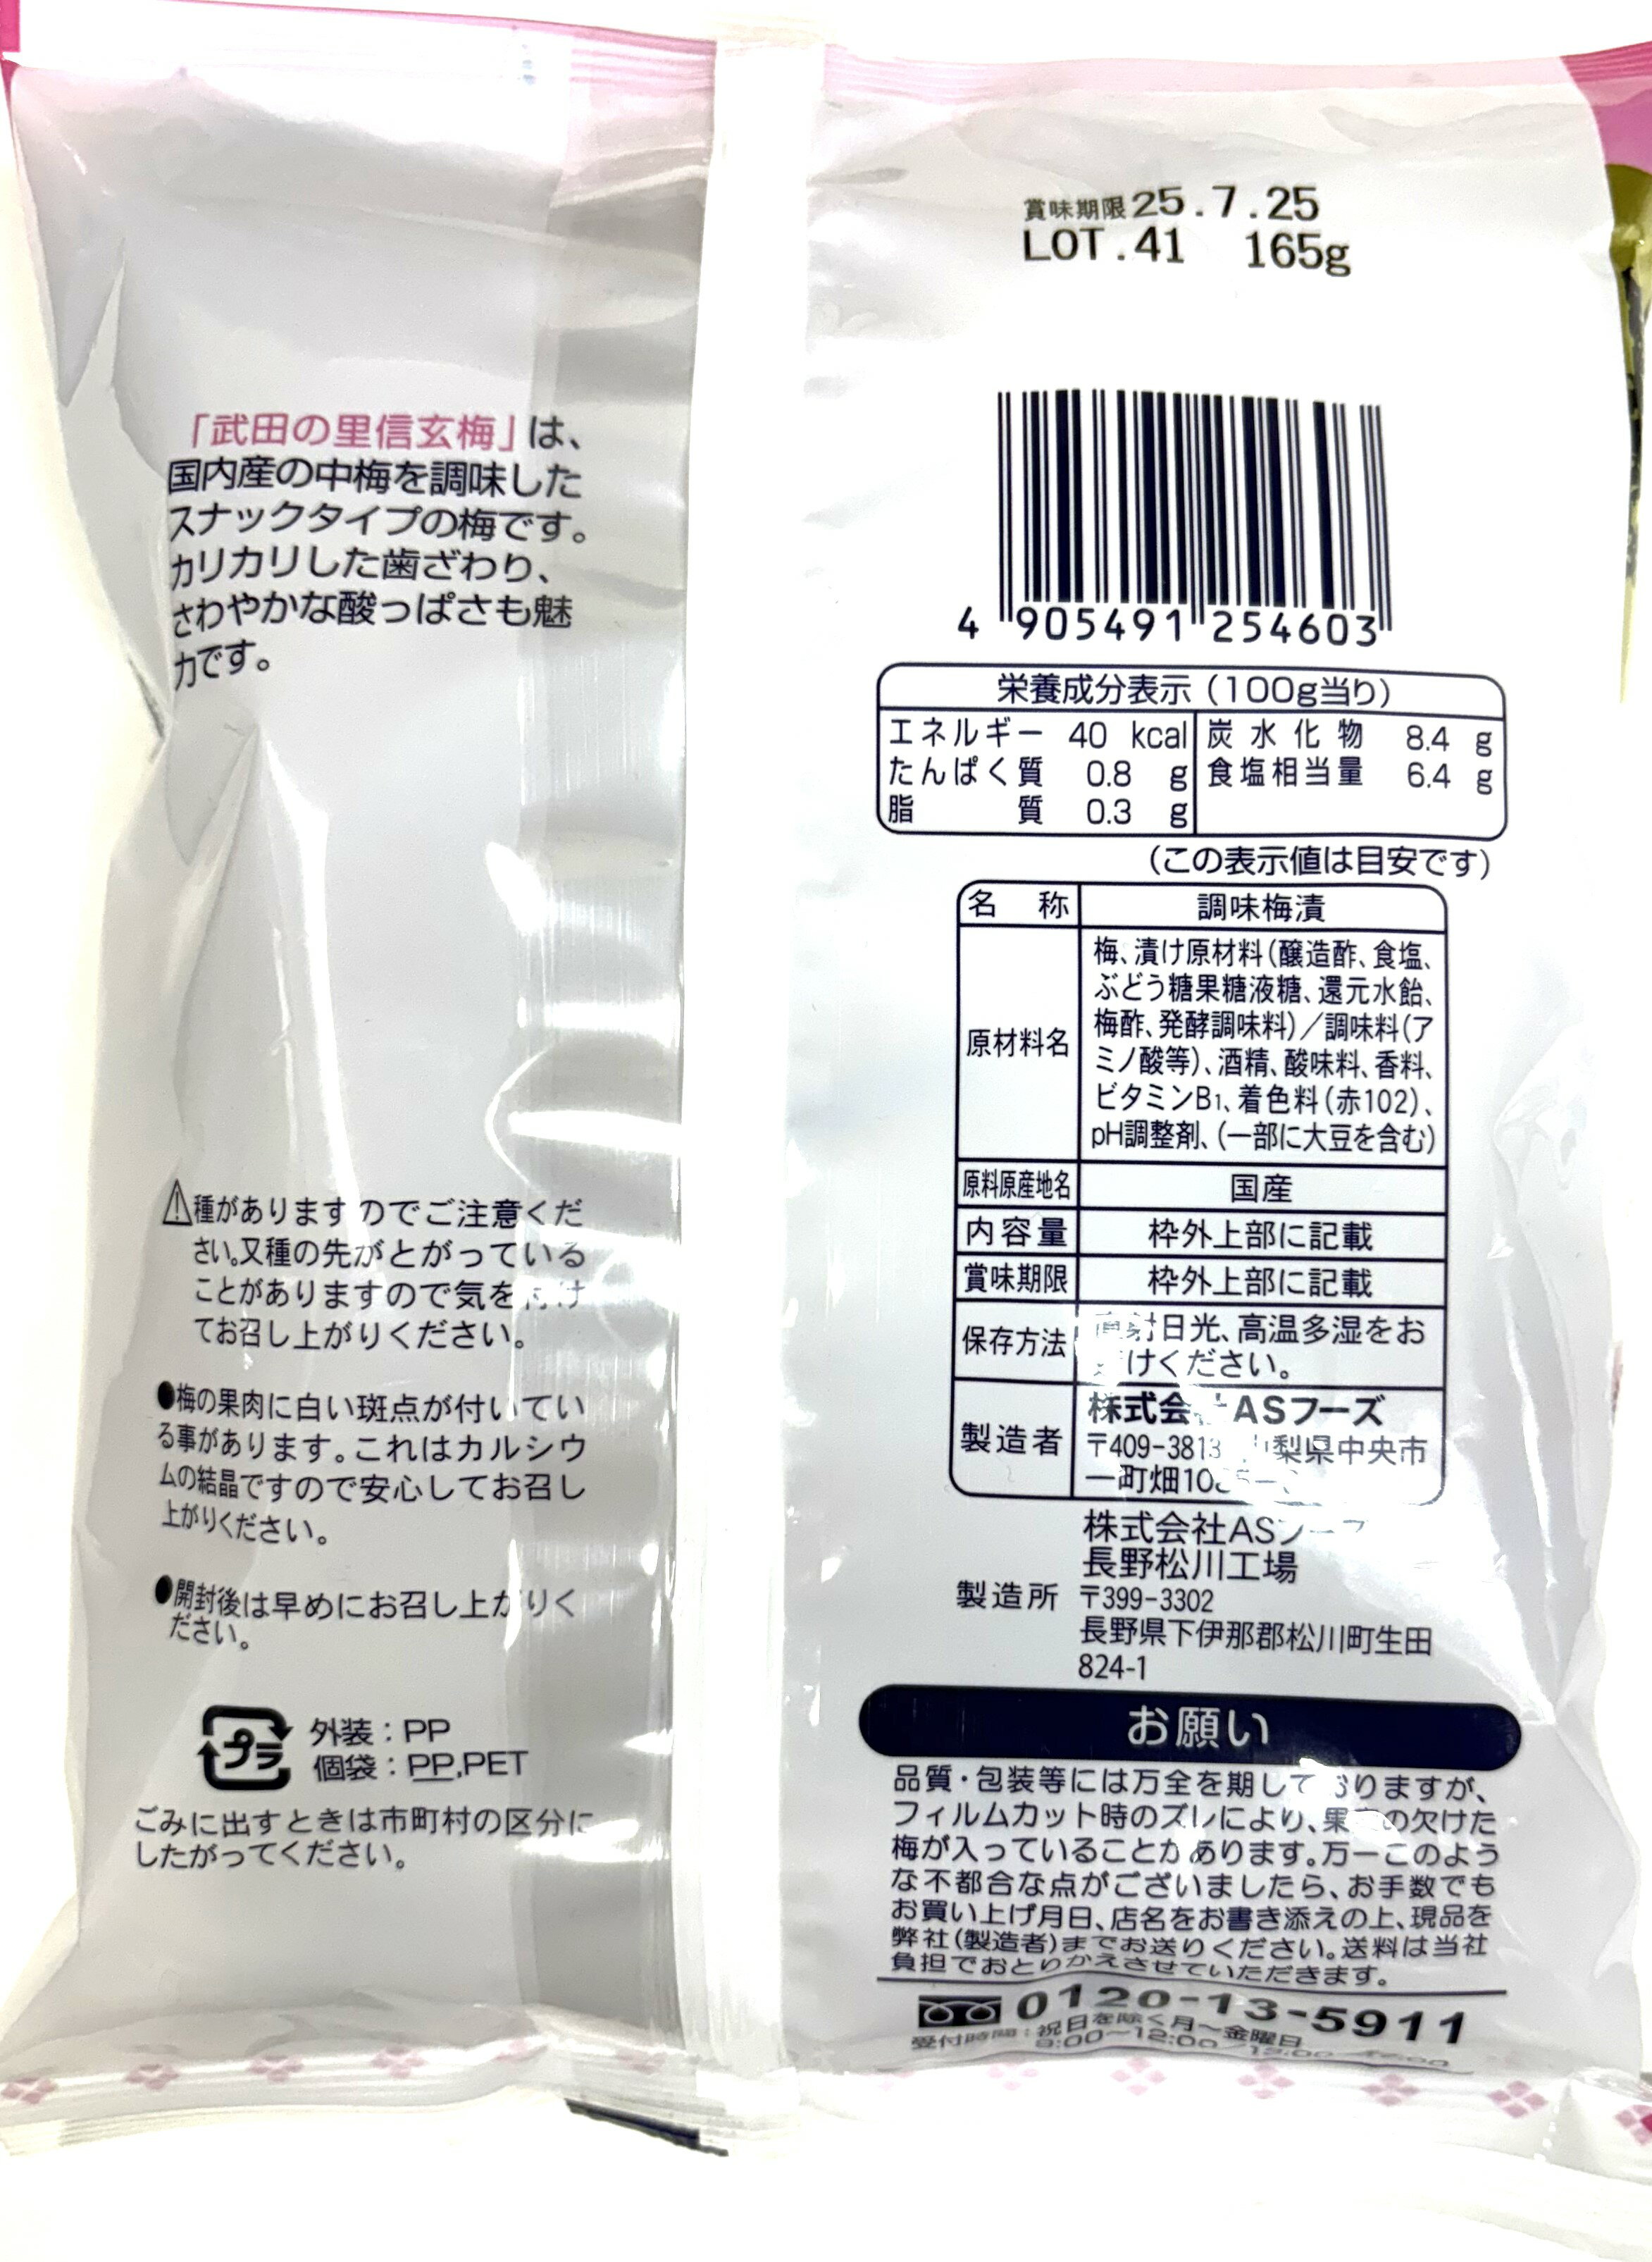 「武田の里信玄梅」は、
国内産の中梅を調味した
スナックタイプの梅です。
カリカリした歯ざわり、
さわやかな酸っぱさも魅
力です。
⚠種がありますのでご注意くだ
さい。又種の先がとがっている
ことがありますので気を付け
てお召し上がりください。
●梅の果肉に白い斑点が付いてい
る事があります。これはカルシウ
ムの結晶ですので安心してお召し
上がりください。
●開封後は早めにお召し上がりく
ださい。
プラ
外装：PP
個袋：PP,PET
ごみに出すときは市町村の区分に
したがってください。
賞味期限25.7.25
LOT.41 165g
4 905491 254603
栄養成分表示（100g当り）
エネルギー 40 kcal 炭水化物 8.4 g
たんぱく質 0.8 g 食塩相当量 6.4 g
脂質 0.3 g
（この表示値は目安です）
名称 調味梅漬
原材料名
梅、漬け原材料（醸造酢、食塩、
ぶどう糖果糖液糖、還元水飴、
梅酢、発酵調味料）／調味料（ア
ミノ酸等）、酒精、酸味料、香料、
ビタミンB1、着色料（赤102）、
pH調整剤、（一部に大豆を含む）
原料原産地名 国産
内容量 枠外上部に記載
賞味期限 枠外上部に記載
保存方法
直射日光、高温多湿をお
けください。
製造者
株式会社ASフーズ
〒409-3813 山梨県中央市
一町畑
株式会社AS
長野松川工場
製造所 〒399-3302
長野県下伊那郡松川町生田
824-1
お願い
品質・包装等には万全を期しておりますが、
フィルムカット時のズレにより、果の欠けた
梅が入っていることがあります。万一このよう
な不都合な点がございましたら、お手数でも
お買い上げ月日、店名をお書き添えの上、現品を
弊社（製造者）までお送りください。送料は当社
負担でおとりかえさせていただきます。
0120-13-5911
受付時間：祝日を除く月～金曜日
9:00～12:00